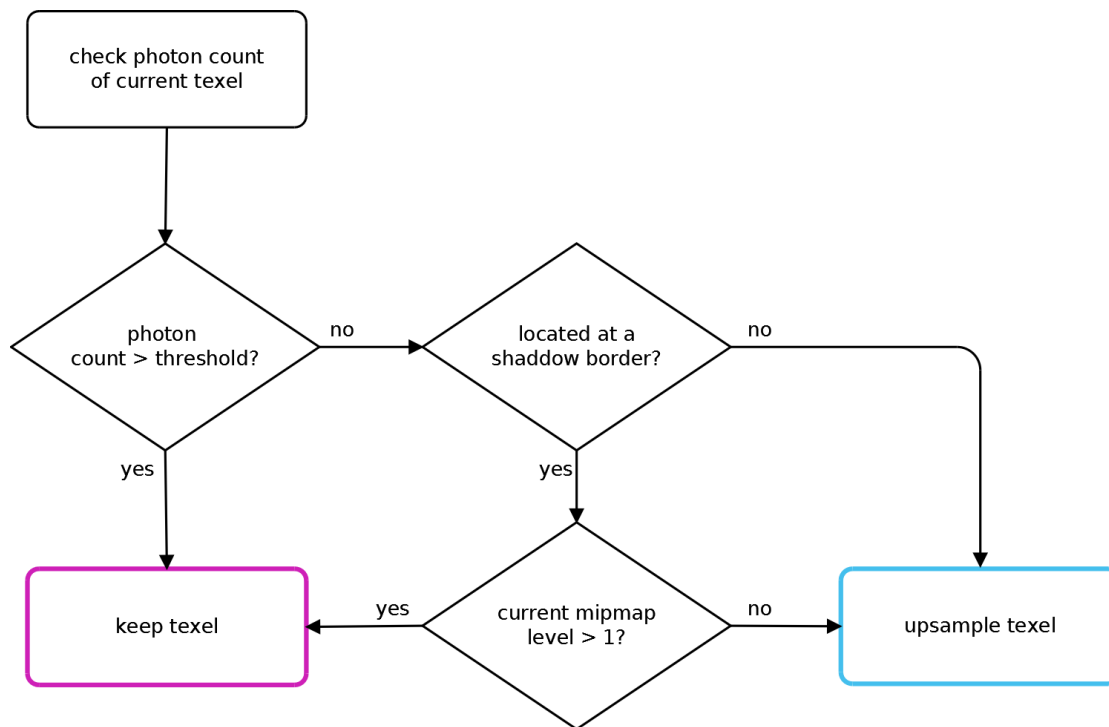 check photon count
of current texel
photon
count > threshold?
no
located at a
shaddow border?
no
yes
yes
keep texel
yes
current mipmap
level > 1?
no
upsample texel